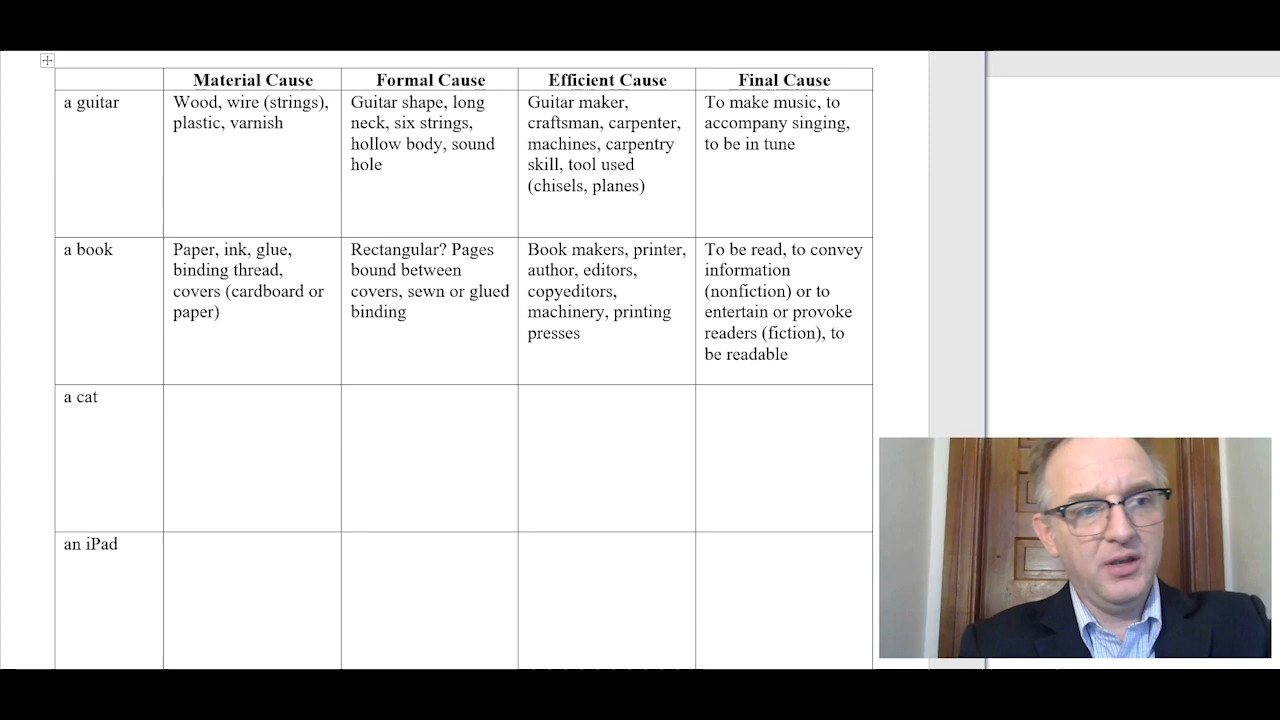 Material Cause Formal Cause Efficient Cause Final Cause
a guitar
Wood, wire (strings),
plastic, varnish
Guitar shape, long
neck, six strings,
hollow body, sound
hole
Guitar maker,
craftsman, carpenter,
machines, carpentry
skill, tool used
(chisels, planes)
To make music, to
accompany singing,
to be in tune
a book
Paper, ink, glue,
binding thread,
covers (cardboard or
paper)
Rectangular? Pages
bound between
covers, sewn or glued
binding
Book makers, printer,
author, editors,
copyeditors,
machinery, printing
presses
To be read, to convey
information
(nonfiction) or to
entertain or provoke
readers (fiction), to
be readable
a cat
an iPad